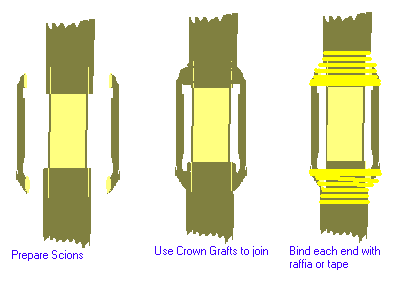 Prepare Scions
Use Crown Grafts to join
Bind each end with
raffia or tape